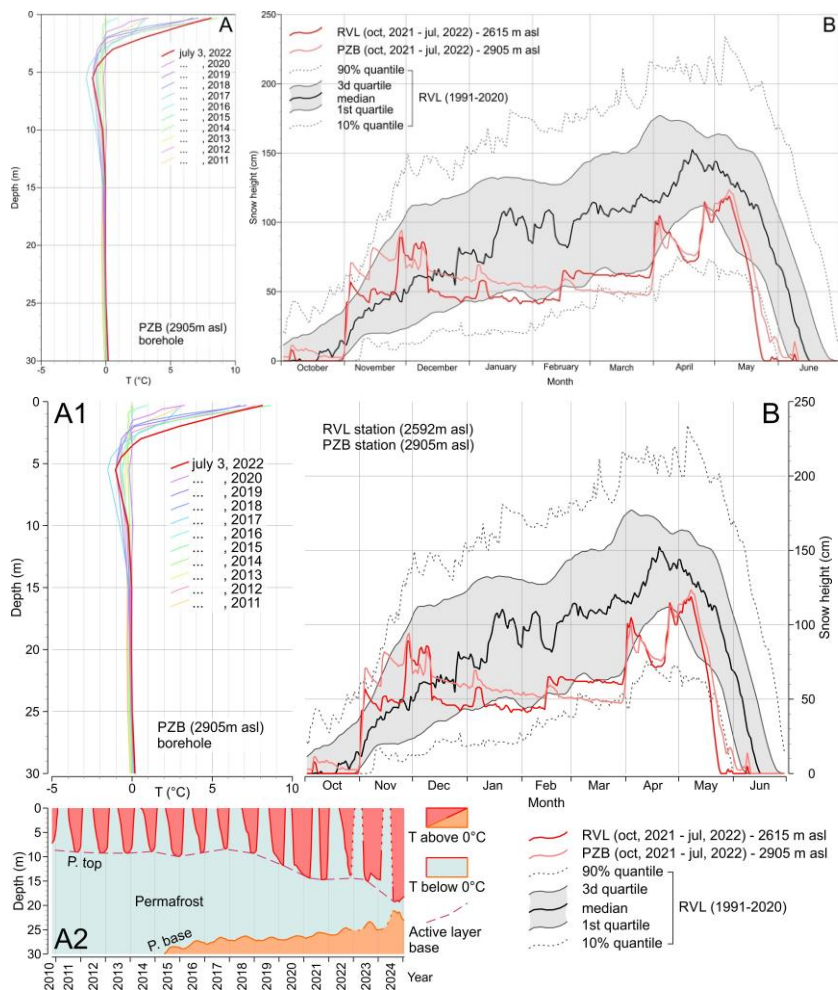 A
B
0
5
10
15
20
25
30
Depth (m)
july 3, 2022
... , 2020
... , 2019
... , 2018
... , 2017
... , 2016
... , 2015
... , 2014
... , 2013
... , 2012
... , 2011
PZB (2905m asl)
borehole
-5 0 5 10
T (°C)
250
200
150
100
50
0
Snow height (cm)
RVL (oct, 2021 - jul, 2022) - 2615 m asl
PZB (oct, 2021 - jul, 2022) - 2905 m asl
90% quantile
3d quartile
median
1st quartile
10% quantile
RVL (1991-2020)
October November December January February March April May June
Month
A1
0
5
10
15
20
25
30
Depth (m)
july 3, 2022
... , 2020
... , 2019
... , 2018
... , 2017
... , 2016
... , 2015
... , 2014
... , 2013
... , 2012
... , 2011
PZB (2905m asl)
borehole
-5 0 5 10
T (°C)
B
RVL station (2592m asl)
PZB station (2905m asl)
250
200
150
100
50
0
Snow height (cm)
Oct Nov Dec Jan Feb Mar Apr May Jun
Month
A2
0
5
10
15
20
25
30
Depth (m)
P. top
Permafrost
P. base
2010 2011 2012 2013 2014 2015 2016 2017 2018 2019 2020 2021 2022 2023 2024
Year
T above 0°C
T below 0°C
Active layer
base
RVL (oct, 2021 - jul, 2022) - 2615 m asl
PZB (oct, 2021 - jul, 2022) - 2905 m asl
90% quantile
3d quartile
median
1st quartile
10% quantile
RVL (1991-2020)